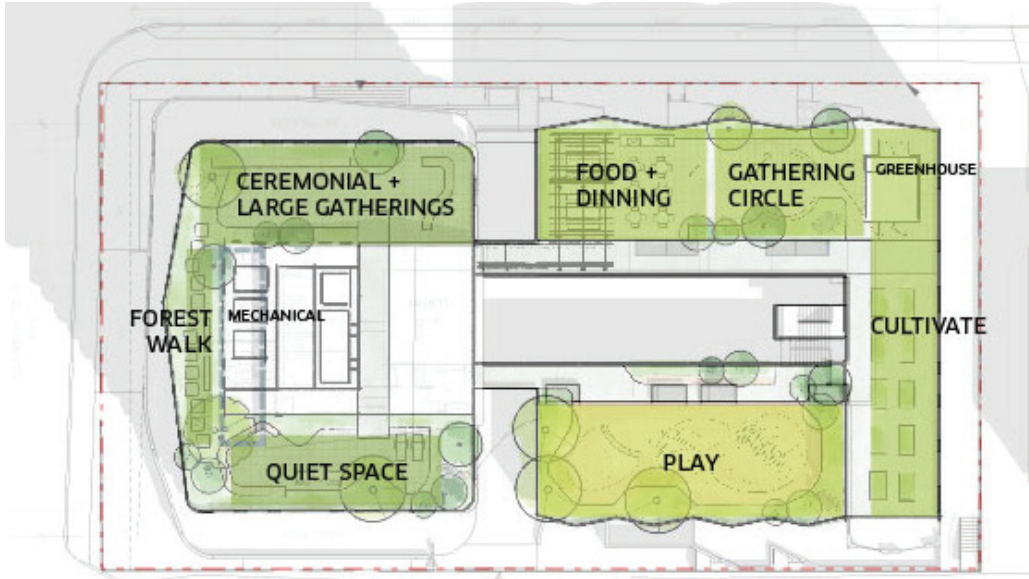 CEREMONIAL +
LARGE GATHERINGS
FOOD +
DINNING
GATHERING
CIRCLE
GREENHOUSE
FOREST
WALK
MECHANICAL
CULTIVATE
QUIET SPACE
PLAY